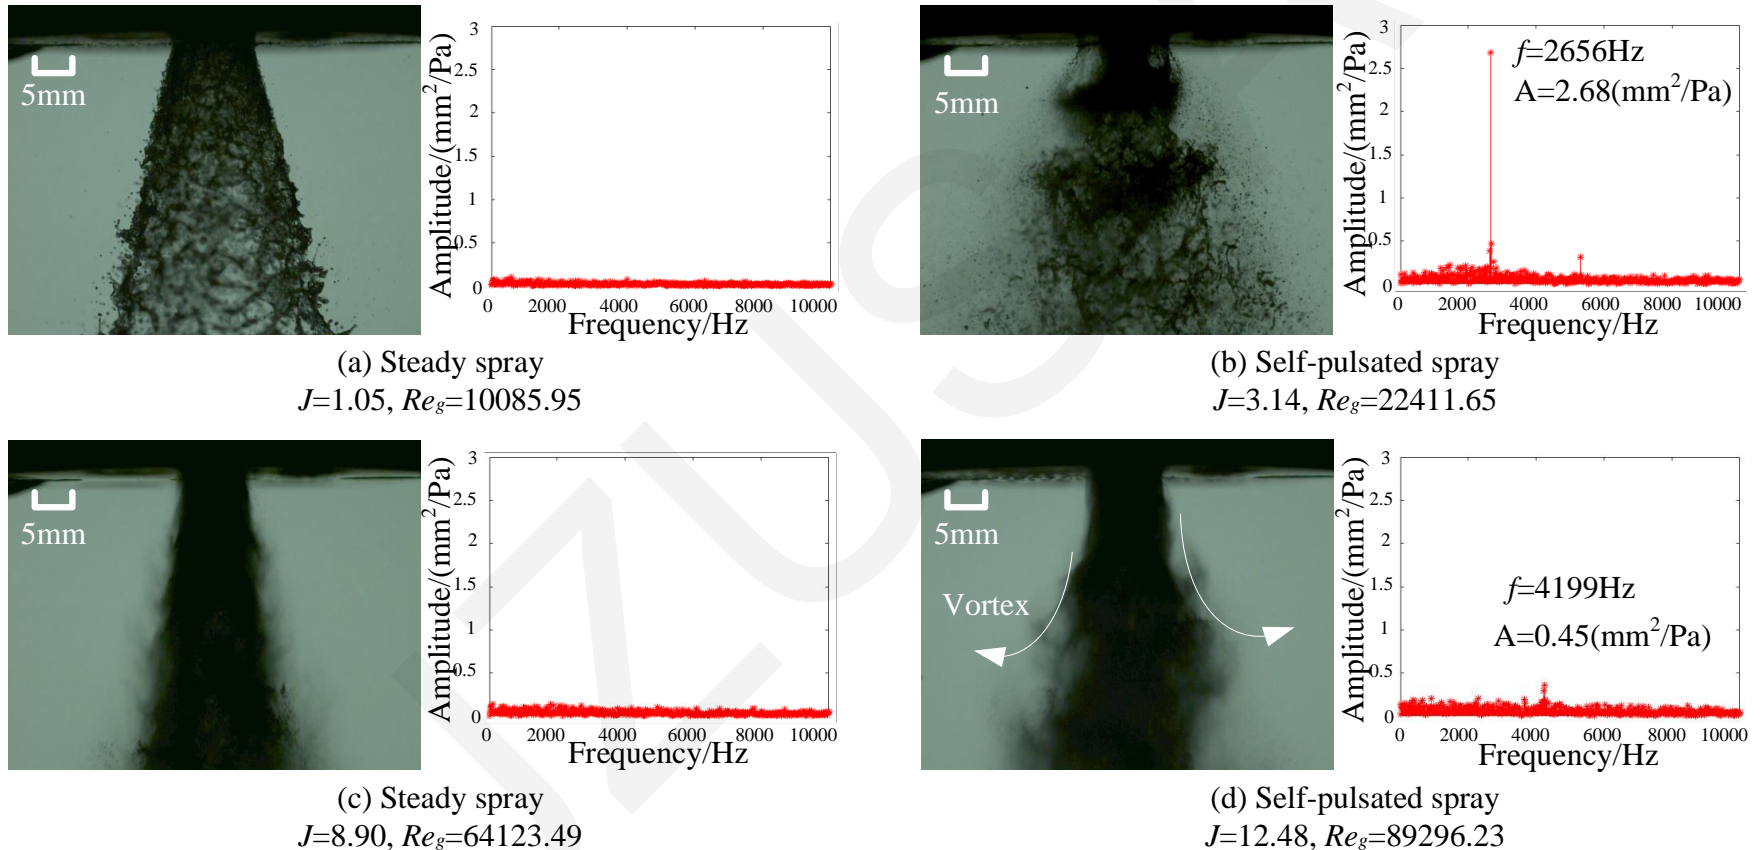 5mm
Amplitude/(mm²/Pa)
3
2.5
2
1.5
1
0.5
0
0 2000 4000 6000 8000 10000
Frequency/Hz
(a) Steady spray
J=1.05, Reg=10085.95
5mm
Amplitude/(mm²/Pa)
3
2.5
2
1.5
1
0.5
0
f=2656Hz
A=2.68(mm²/Pa)
0 2000 4000 6000 8000 10000
Frequency/Hz
(b) Self-pulsated spray
J=3.14, Reg=22411.65
5mm
Amplitude/(mm²/Pa)
3
2.5
2
1.5
1
0.5
0
0 2000 4000 6000 8000 10000
Frequency/Hz
(c) Steady spray
J=8.90, Reg=64123.49
5mm
Vortex
Amplitude/(mm²/Pa)
3
2.5
2
1.5
1
0.5
0
f=4199Hz
A=0.45(mm²/Pa)
0 2000 4000 6000 8000 10000
Frequency/Hz
(d) Self-pulsated spray
J=12.48, Reg=89296.23